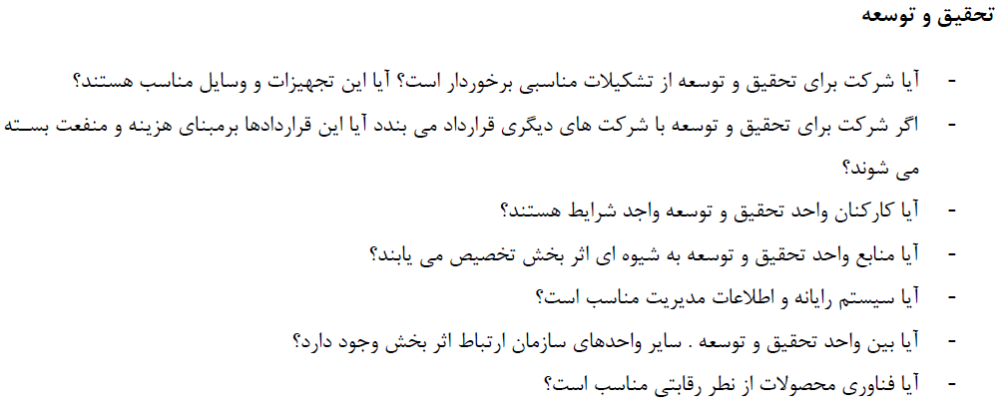 تحقیق و توسعه
- آیا شرکت برای تحقیق و توسعه از تشکیلات مناسبی برخوردار است؟ آیا این تجهیزات و وسایل مناسب هستند؟
- اگر شرکت برای تحقیق و توسعه با شرکت های دیگری قرارداد می بندد آیا این قراردادها برمبنای هزینه و منفعت بسته
می شوند؟
- آیا کارکنان واحد تحقیق و توسعه واجد شرایط هستند؟
- آیا منابع واحد تحقیق و توسعه به شیوه ای اثر بخش تخصیص می یابند؟
- آیا سیستم رایانه و اطلاعات مدیریت مناسب است؟
- آیا بین واحد تحقیق و توسعه . سایر واحدهای سازمان ارتباط اثر بخش وجود دارد؟
- آیا فناوری محصولات از نطر رقابتی مناسب است؟